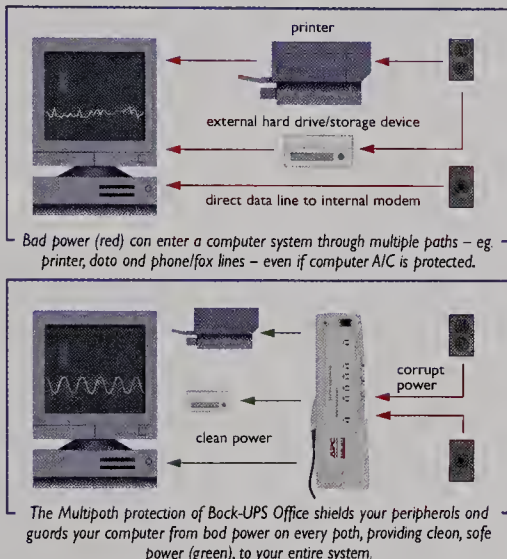 printer
external hard drive/storage device
direct data line to internal modem
Bad power (red) can enter a computer system through multiple paths – eg.
printer, data and phone/fax lines – even if computer A/C is protected.
corrupt
power
clean power
APC
The Multipath protection of Back-UPS Office shields your peripherals and
guards your computer from bad power on every path, providing clean, safe
power (green), to your entire system.